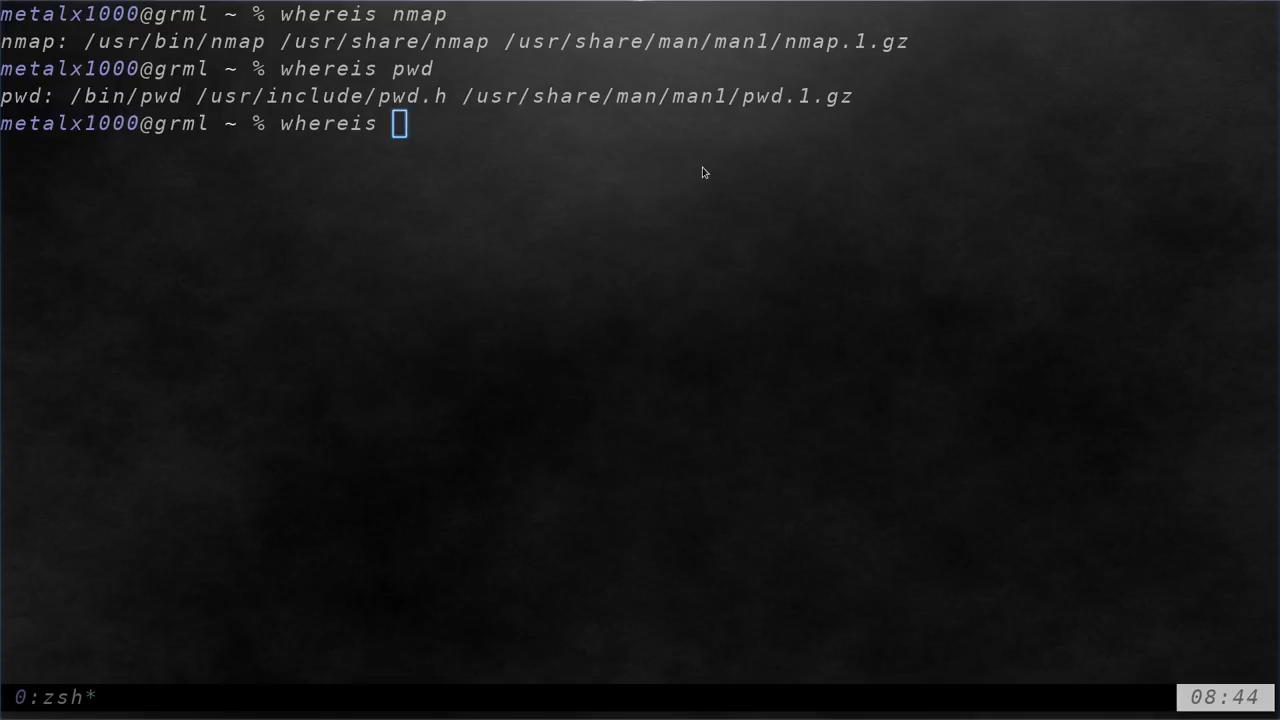 metalx1000@grml ~ % whereis nmap
nmap: /usr/bin/nmap /usr/share/nmap /usr/share/man/man1/nmap.1.gz
metalx1000@grml ~ % whereis pwd
pwd: /bin/pwd /usr/include/pwd.h /usr/share/man/man1/pwd.1.gz
metalx1000@grml ~ % whereis
0:zsh* 08:44